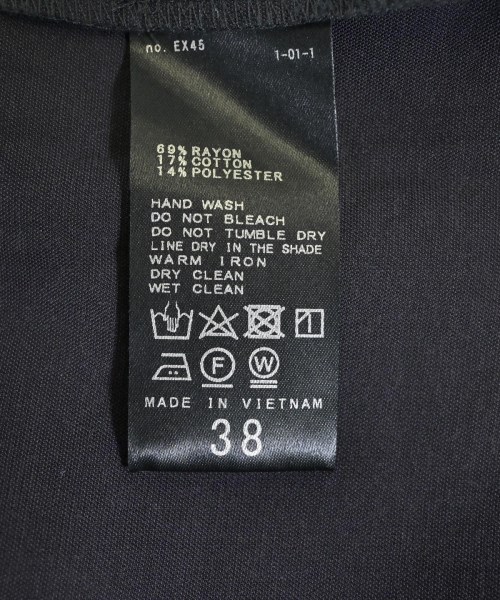 no. EX45 1-01-1
69% RAYON
17% COTTON
14% POLYESTER
HAND WASH
DO NOT BLEACH
DO NOT TUMBLE DRY
LINE DRY IN THE SHADE
WARM IRON
DRY CLEAN
WET CLEAN
F W
MADE IN VIETNAM
38